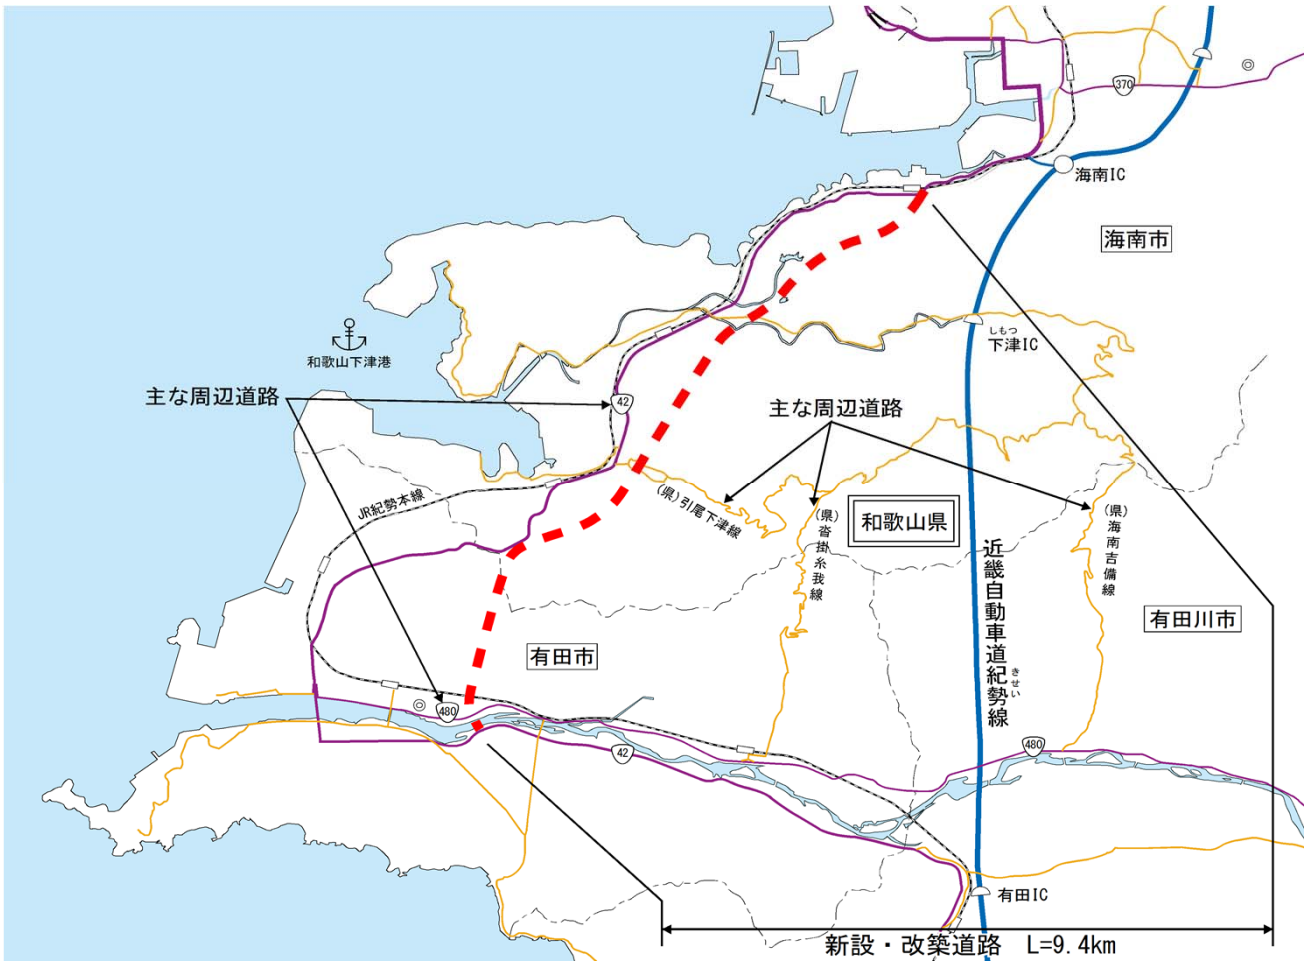 370
海南IC
海南市
しもつ
下津IC
和歌山下津港
主な周辺道路
42
主な周辺道路
JR紀勢本線
(県)引尾下津線
(県)沓掛糸我線
和歌山県
(県)海南吉備線
近畿自動車道紀勢線
きせい
有田川市
有田市
480
42
480
有田IC
新設・改築道路 L=9.4km